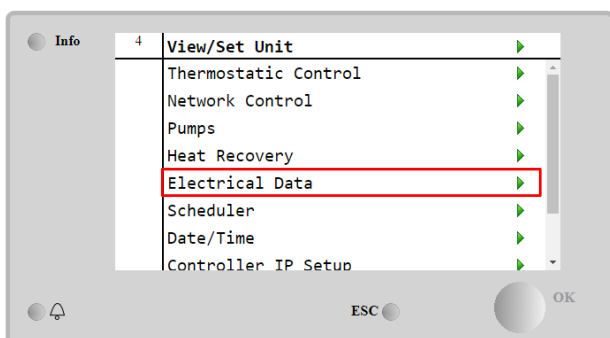 Info
4 View/Set Unit
Thermostatic Control
Network Control
Pumps
Heat Recovery
Electrical Data
Scheduler
Date/Time
Controller IP Setup
ESC
OK